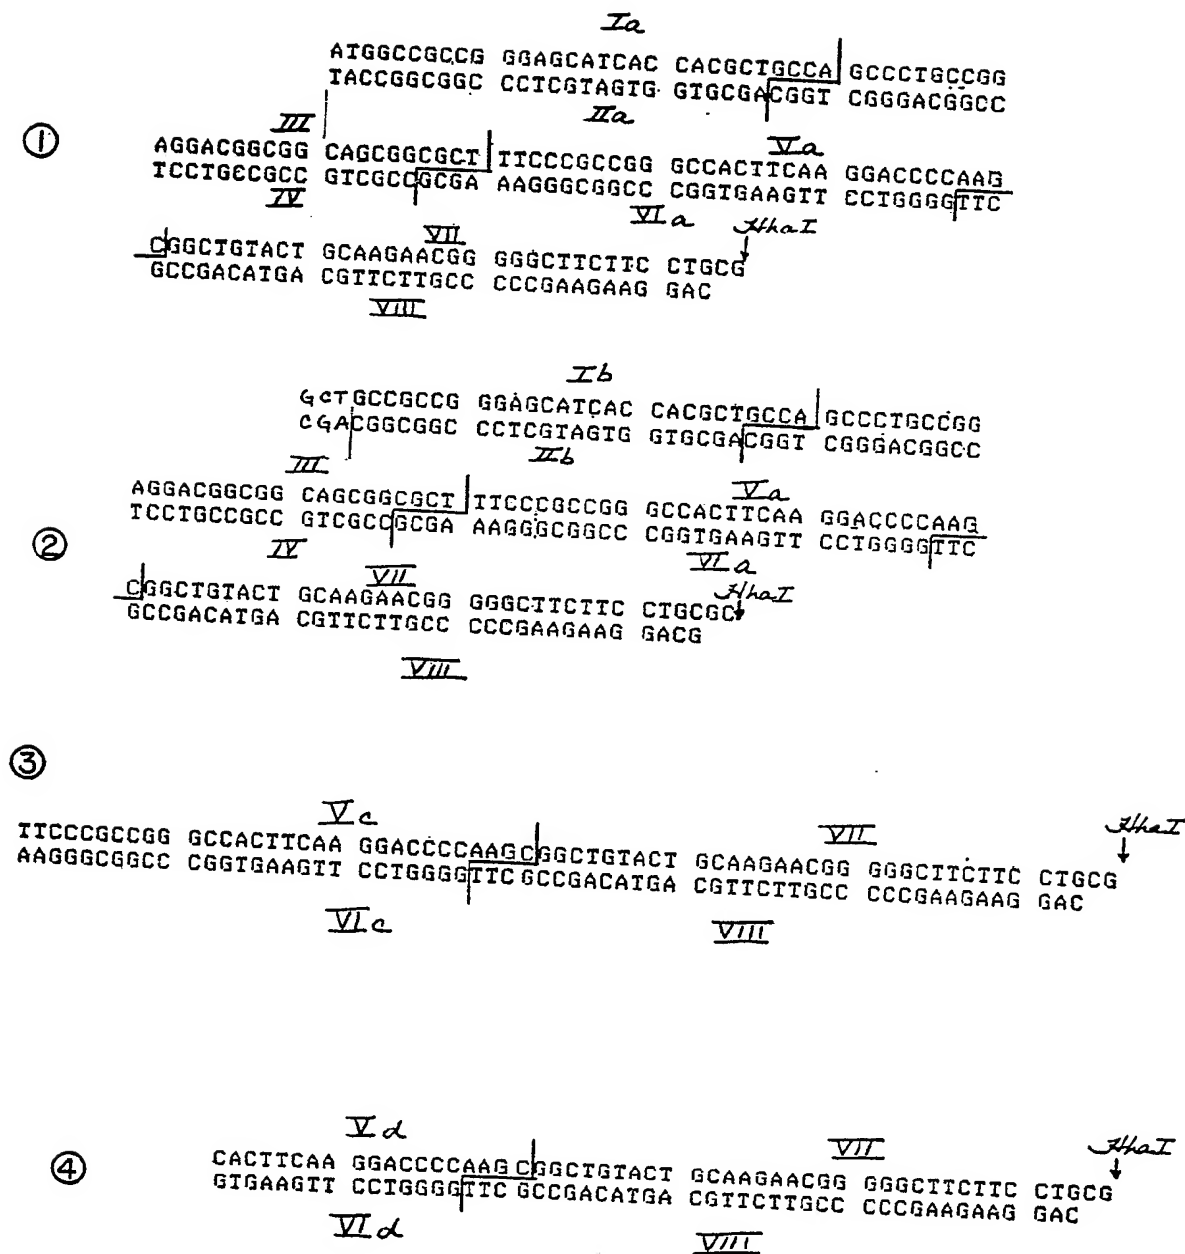 Ia
ATGGCCGCCG GGAGCATCAC CACGCTGCCA GCCCTGCCGG
TACCGGCGGC CCTCGTAGTG GTGCGACGGT CGGGACGGCC
IIa
①
III Va
AGGACGGCGG CAGCGGCGCT TTCCCGCCGG GCCACTTCAA GGACCCCAAG
TCCTGCCGCC GTCGCCGCGA AAGGGCGGCC CGGTGAAGTT CCTGGGGTTC
IV VIa
VII HhaI
CGGCTGTACT GCAAGAACGG GGGCTTCTTC CTGCG
GCCGACATGA CGTTCTTGCC CCCGAAGAAG GAC
VIII
Ib
GCTGCCGCCG GGAGCATCAC CACGCTGCCA GCCCTGCCGG
CGACGGCGGC CCTCGTAGTG GTGCGACGGT CGGGACGGCC
IIb
III Va
AGGACGGCGG CAGCGGCGCT TTCCCGCCGG GCCACTTCAA GGACCCCAAG
TCCTGCCGCC GTCGCCGCGA AAGGGCGGCC CGGTGAAGTT CCTGGGGTTC
②
IV VIa
VII HhaI
CGGCTGTACT GCAAGAACGG GGGCTTCTTC CTGCGC
GCCGACATGA CGTTCTTGCC CCCGAAGAAG GACG
VIII
③
Vc VII HhaI
TTCCCGCCGG GCCACTTCAA GGACCCCAAGCGGCTGTACT GCAAGAACGG GGGCTTCTTC CTGCG
AAGGGCGGCC CGGTGAAGTT CCTGGGGTTC GCCGACATGA CGTTCTTGCC CCCGAAGAAG GAC
VIc VIII
Vd VII HhaI
④
CACTTCAA GGACCCCAAGCGGCTGTACT GCAAGAACGG GGGCTTCTTC CTGCG
GTGAAGTT CCTGGGGTTC GCCGACATGA CGTTCTTGCC CCCGAAGAAG GAC
VId VIII